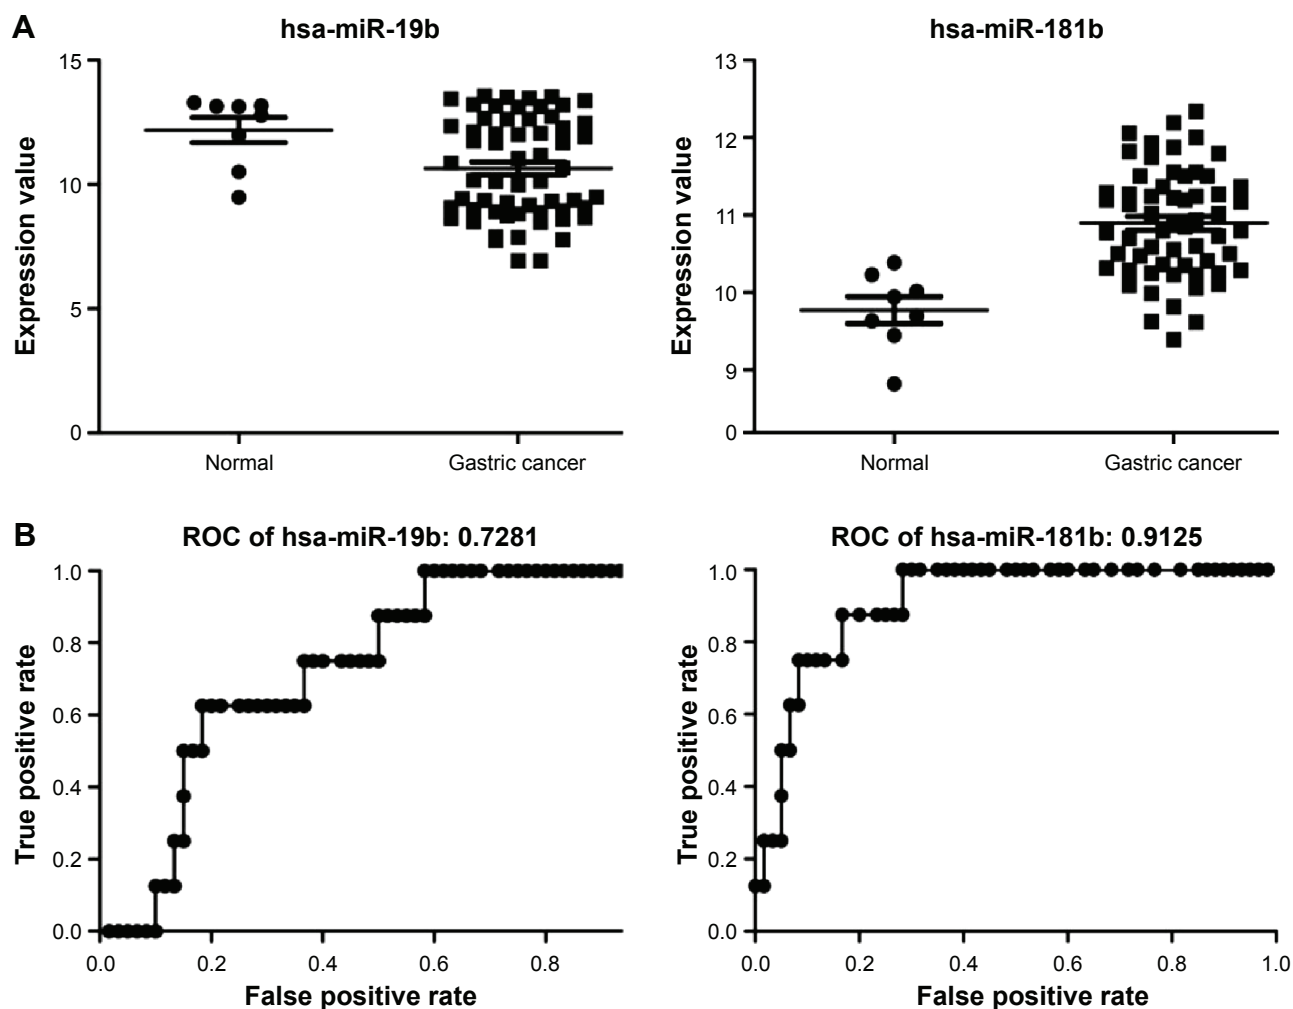 A
hsa-miR-19b
hsa-miR-181b
Expression value
15
10
5
0
Normal
Gastric cancer
Expression value
13
12
11
10
9
0
Normal
Gastric cancer
B
ROC of hsa-miR-19b: 0.7281
ROC of hsa-miR-181b: 0.9125
True positive rate
1.0
0.8
0.6
0.4
0.2
0.0
0.0 0.2 0.4 0.6 0.8
False positive rate
True positive rate
1.0
0.8
0.6
0.4
0.2
0.0
0.0 0.2 0.4 0.6 0.8 1.0
False positive rate